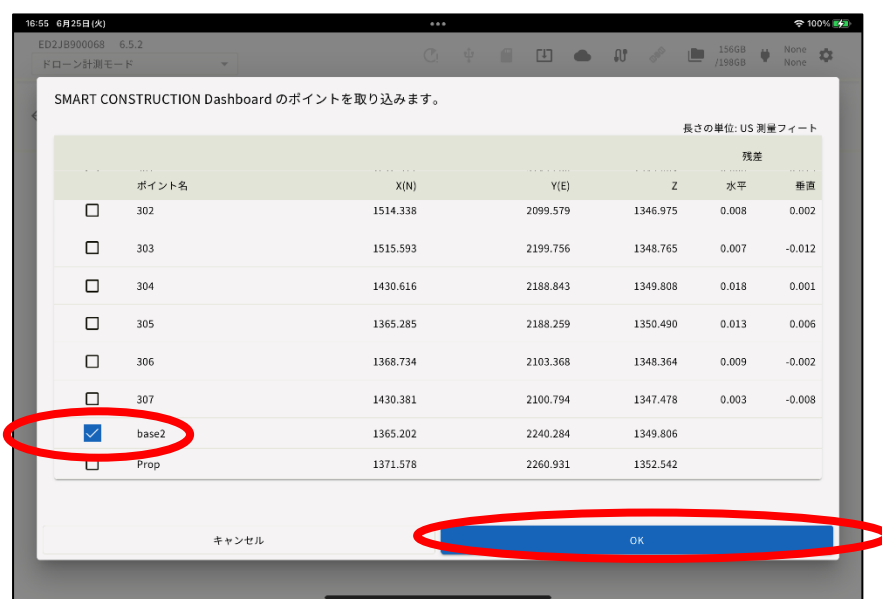 16:55 6月25日(火) 100%
ED2JB900068 6.5.2
ドローン計測モード
156GB /198GB None None
SMART CONSTRUCTION Dashboard のポイントを取り込みます。
長さの単位: US 測量フィート
残差
ポイント名 X(N) Y(E) Z 水平 垂直
302 1514.338 2099.579 1346.975 0.008 0.002
303 1515.593 2199.756 1348.765 0.007 -0.012
304 1430.616 2188.843 1349.808 0.018 0.001
305 1365.285 2188.259 1350.490 0.013 0.006
306 1368.734 2103.368 1348.364 0.009 -0.002
307 1430.381 2100.794 1347.478 0.003 -0.008
base2 1365.202 2240.284 1349.806
Prop 1371.578 2260.931 1352.542
キャンセル OK